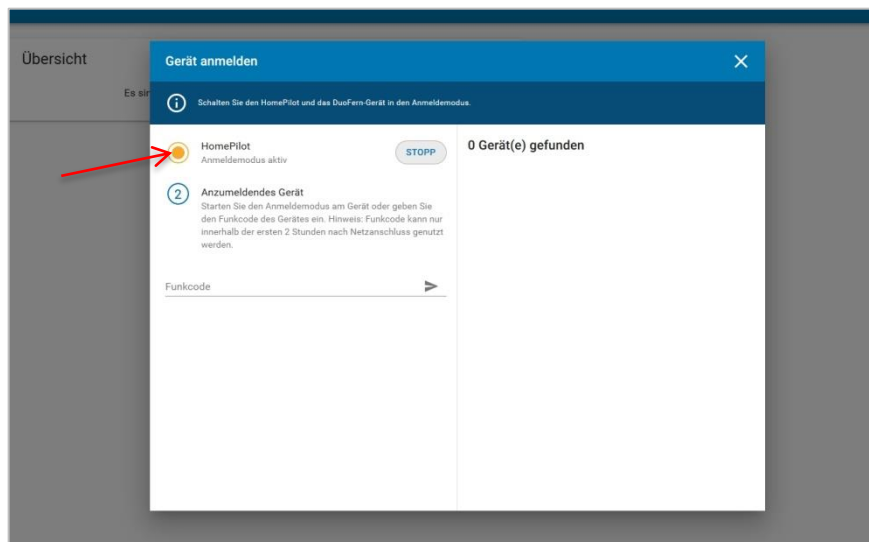 Übersicht
Es sin
Gerät anmelden
Schalten Sie den HomePilot und das DuoFern-Gerät in den Anmeldemodus.
HomePilot
Anmeldemodus aktiv
STOPP
0 Gerät(e) gefunden
2
Anzumeldendes Gerät
Starten Sie den Anmeldemodus am Gerät oder geben Sie
den Funkcode des Gerätes ein. Hinweis: Funkcode kann nur
innerhalb der ersten 2 Stunden nach Netzanschluss genutzt
werden.
Funkcode